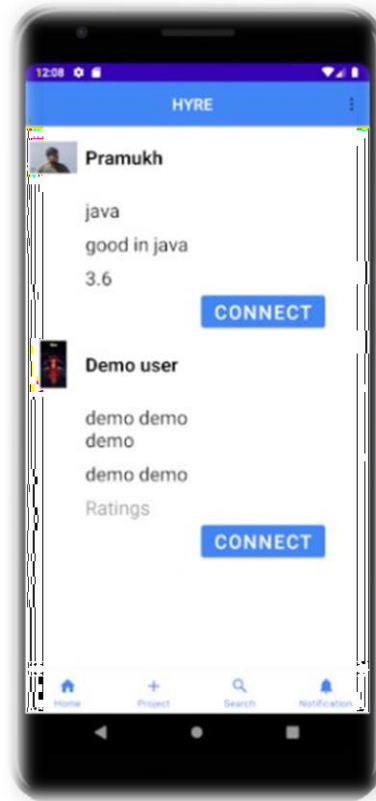 12:08
HYRE
Pramukh
java
good in java
3.6
CONNECT
Demo user
demo demo
demo
demo demo
Ratings
CONNECT
Home Project Search Notification